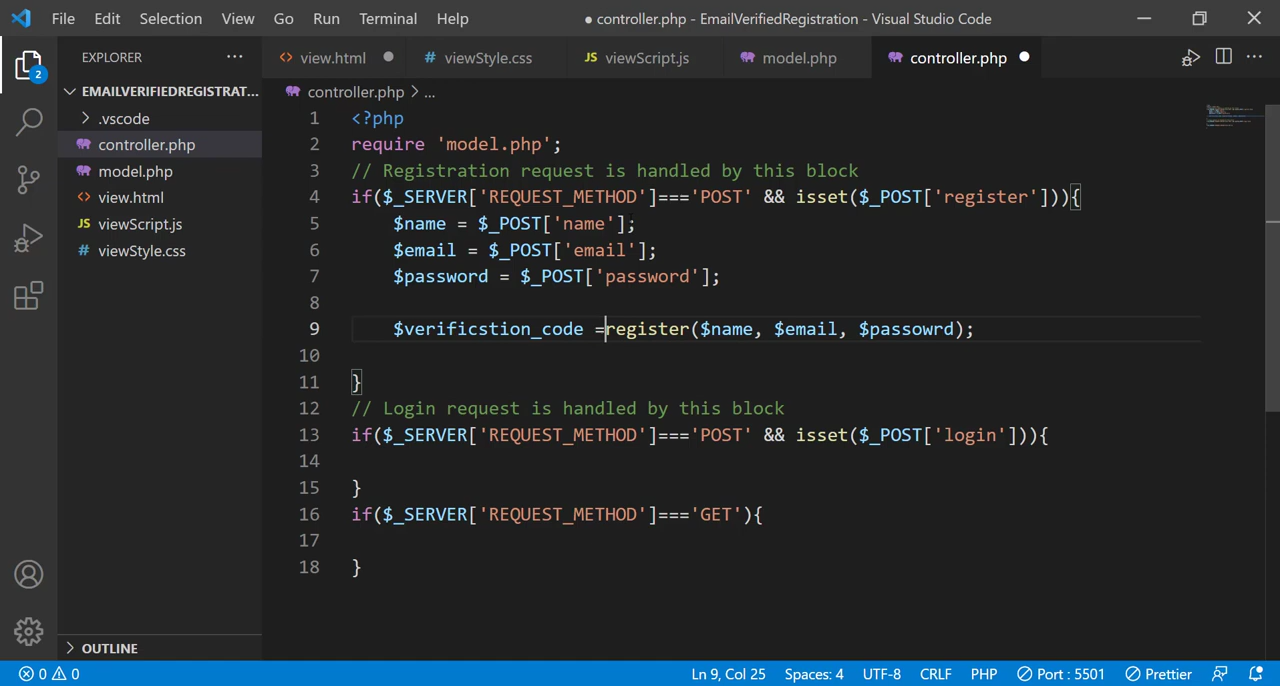 File Edit Selection View Go Run Terminal Help ● controller.php - EmailVerifiedRegistration - Visual Studio Code
EXPLORER ··· <> view.html ● # viewStyle.css JS viewScript.js model.php controller.php ● ···
2
EMAILVERIFIEDREGISTRAT...
.vscode
controller.php
model.php
<> view.html
JS viewScript.js
# viewStyle.css
OUTLINE
controller.php > ...
1 <?php
2 require 'model.php';
3 // Registration request is handled by this block
4 if($_SERVER['REQUEST_METHOD']==='POST' && isset($_POST['register'])){
5 $name = $_POST['name'];
6 $email = $_POST['email'];
7 $password = $_POST['password'];
8
9 $verificstion_code =register($name, $email, $passowrd);
10
11 }
12 // Login request is handled by this block
13 if($_SERVER['REQUEST_METHOD']==='POST' && isset($_POST['login'])){
14
15 }
16 if($_SERVER['REQUEST_METHOD']==='GET'){
17
18 }
0 0 Ln 9, Col 25 Spaces: 4 UTF-8 CRLF PHP Port : 5501 Prettier